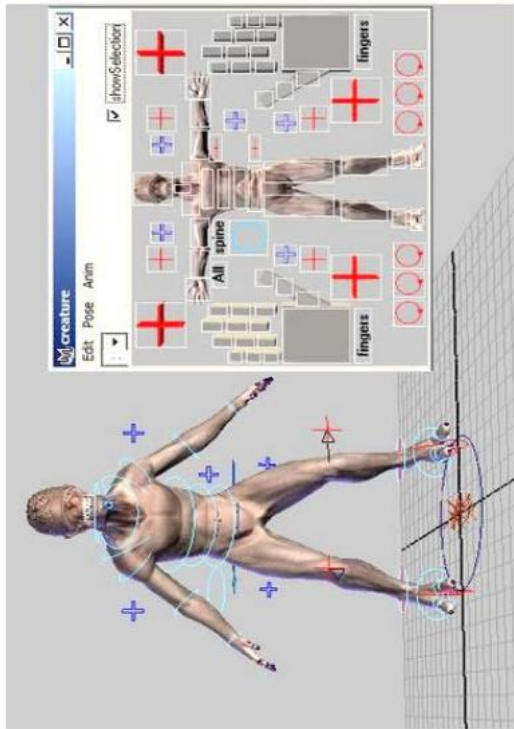 creature
Edit Pose Anim
showSelection
All spine
fingers
fingers